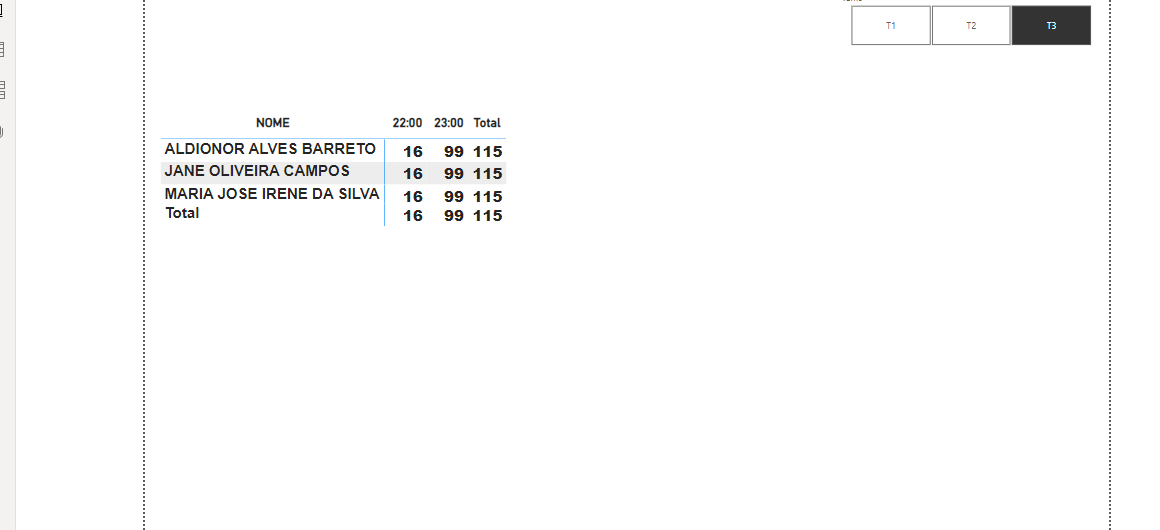 T1 T2 T3
NOME 22:00 23:00 Total
ALDIONOR ALVES BARRETO 16 99 115
JANE OLIVEIRA CAMPOS 16 99 115
MARIA JOSE IRENE DA SILVA 16 99 115
Total 16 99 115